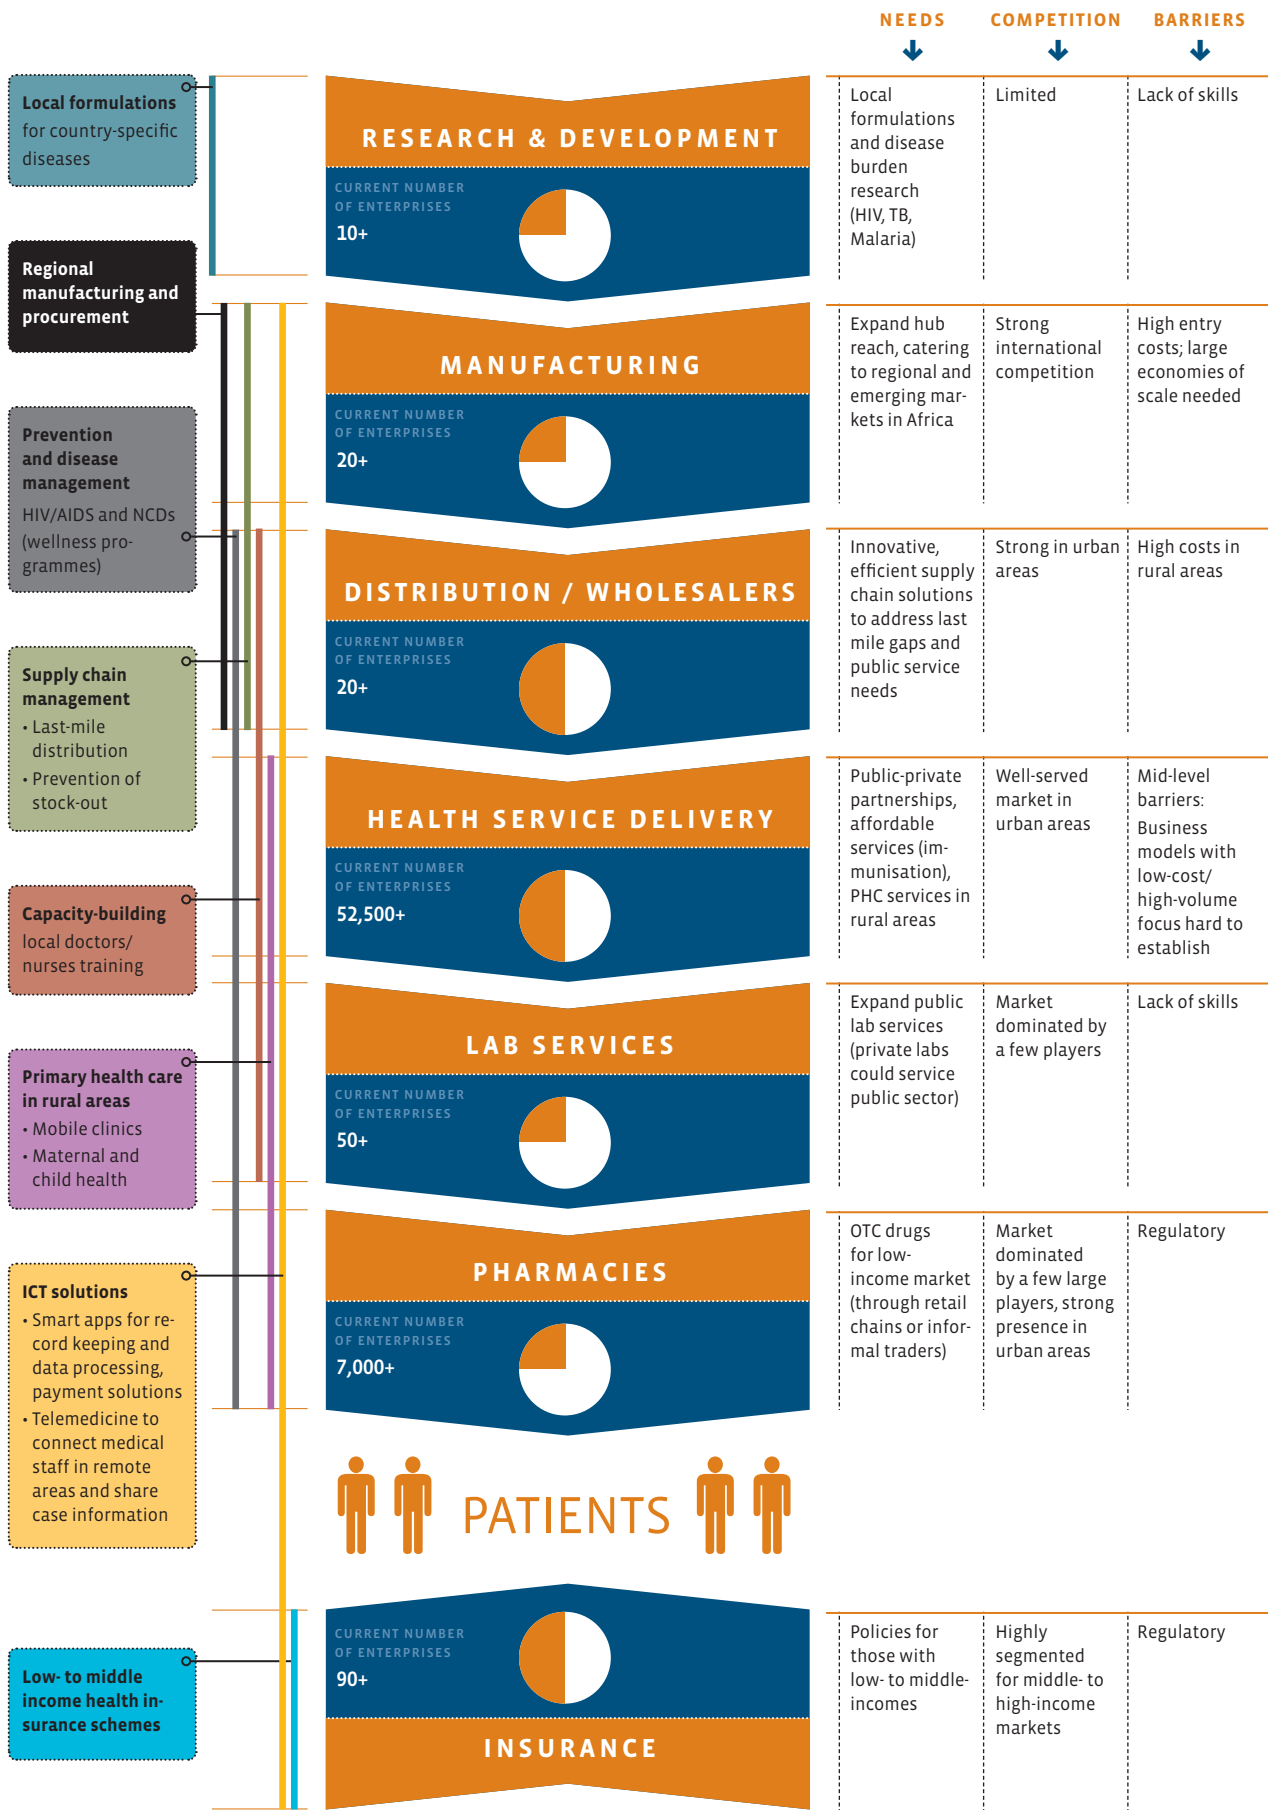 NEEDS COMPETITION BARRIERS
Local formulations
for country-specific
diseases
Regional
manufacturing and
procurement
Prevention
and disease
management
HIV/AIDS and NCDs
(wellness pro-
grammes)
Supply chain
management
• Last-mile
distribution
• Prevention of
stock-out
Capacity-building
local doctors/
nurses training
Primary health care
in rural areas
• Mobile clinics
• Maternal and
child health
ICT solutions
• Smart apps for re-
cord keeping and
data processing,
payment solutions
• Telemedicine to
connect medical
staff in remote
areas and share
case information
Low- to middle
income health in-
surance schemes
RESEARCH & DEVELOPMENT
CURRENT NUMBER
OF ENTERPRISES
10+
Local
formulations
and disease
burden
research
(HIV, TB,
Malaria)
Limited
Lack of skills
MANUFACTURING
CURRENT NUMBER
OF ENTERPRISES
20+
Expand hub
reach, catering
to regional and
emerging mar-
kets in Africa
Strong
international
competition
High entry
costs; large
economies of
scale needed
DISTRIBUTION / WHOLESALERS
CURRENT NUMBER
OF ENTERPRISES
20+
Innovative,
efficient supply
chain solutions
to address last
mile gaps and
public service
needs
Strong in urban
areas
High costs in
rural areas
HEALTH SERVICE DELIVERY
CURRENT NUMBER
OF ENTERPRISES
52,500+
Public-private
partnerships,
affordable
services (im-
munisation),
PHC services in
rural areas
Well-served
market in
urban areas
Mid-level
barriers:
Business
models with
low-cost/
high-volume
focus hard to
establish
LAB SERVICES
CURRENT NUMBER
OF ENTERPRISES
50+
Expand public
lab services
(private labs
could service
public sector)
Market
dominated by
a few players
Lack of skills
PHARMACIES
CURRENT NUMBER
OF ENTERPRISES
7,000+
OTC drugs
for low-
income market
(through retail
chains or infor-
mal traders)
Market
dominated
by a few large
players, strong
presence in
urban areas
Regulatory
PATIENTS
CURRENT NUMBER
OF ENTERPRISES
90+
INSURANCE
Policies for
those with
low- to middle-
incomes
Highly
segmented
for middle- to
high-income
markets
Regulatory